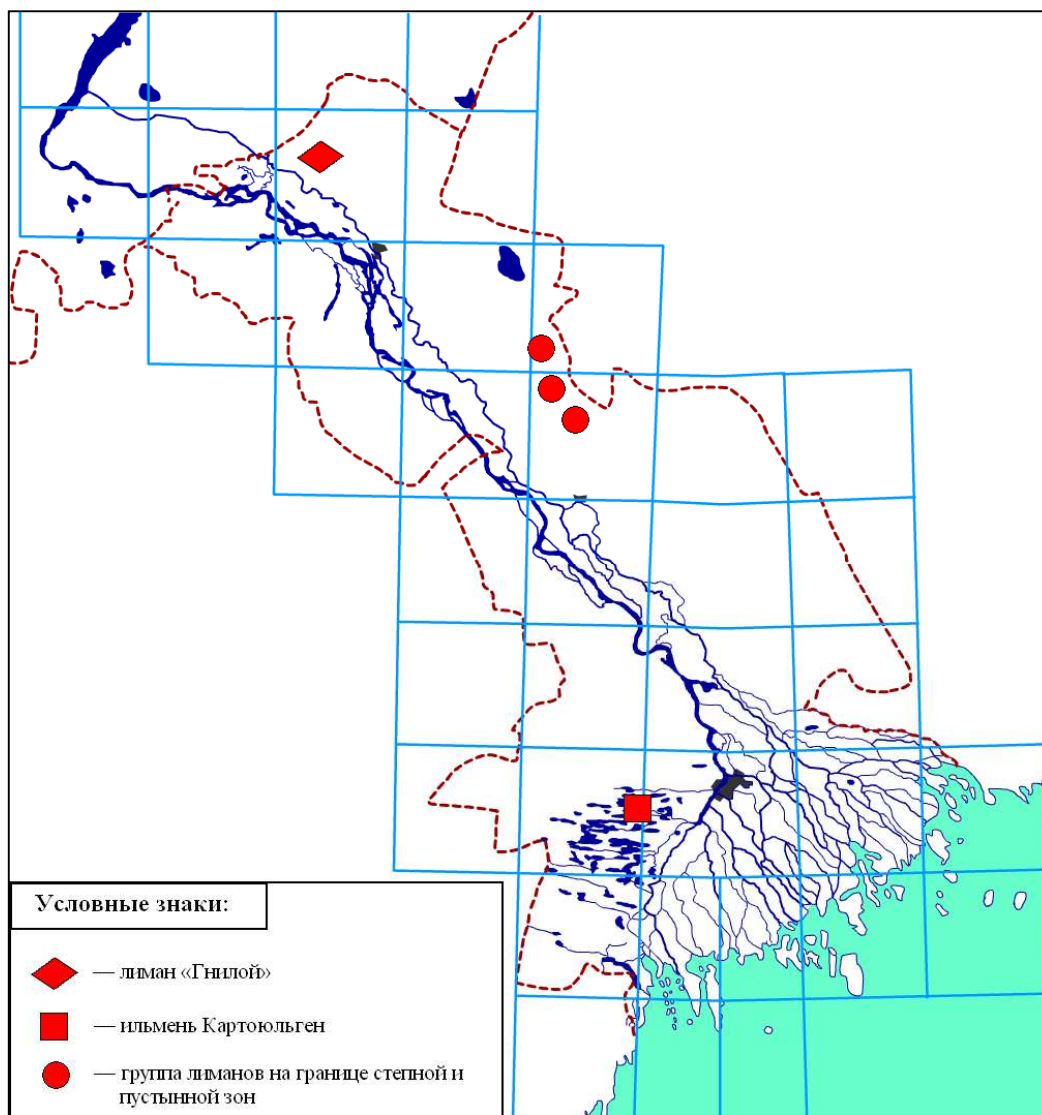 Условные знаки:
— лиман «Гнилой»
— ильмень Картоюльген
— группа лиманов на границе степной и
пустынной зон